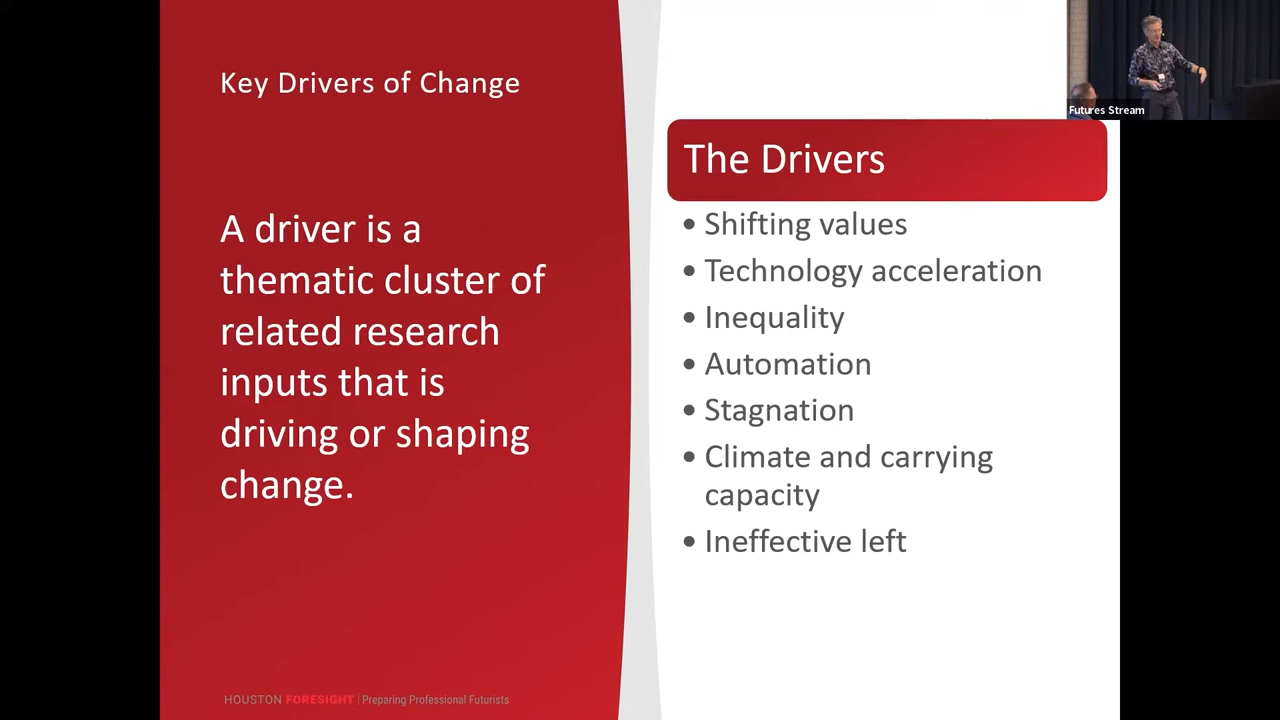 Key Drivers of Change
A driver is a
thematic cluster of
related research
inputs that is
driving or shaping
change.
HOUSTON FORESIGHT | Preparing Professional Futurists
The Drivers
• Shifting values
• Technology acceleration
• Inequality
• Automation
• Stagnation
• Climate and carrying
capacity
• Ineffective left
Futures Stream